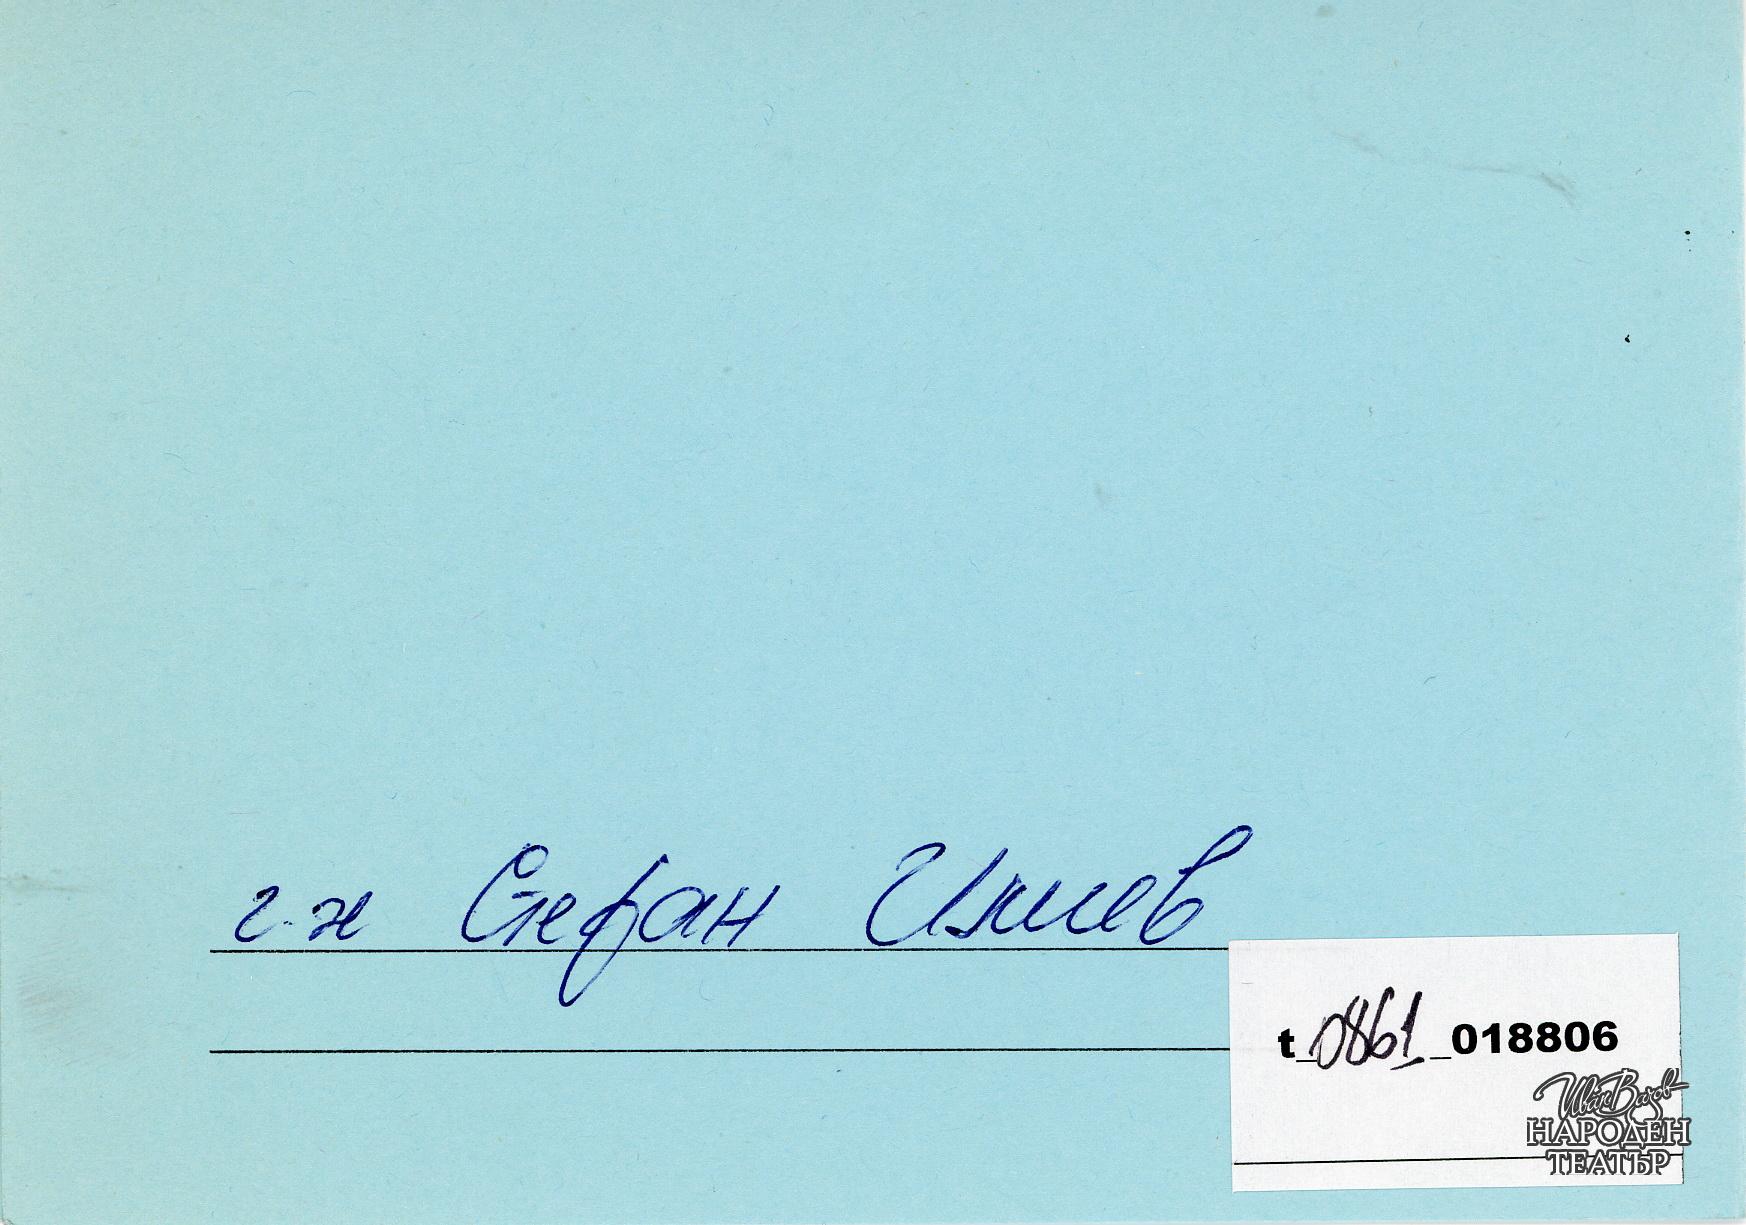 г-н Стефан Илиев
t_0861_018806
Иван Вазов
НАРОДЕН
ТЕАТЪР